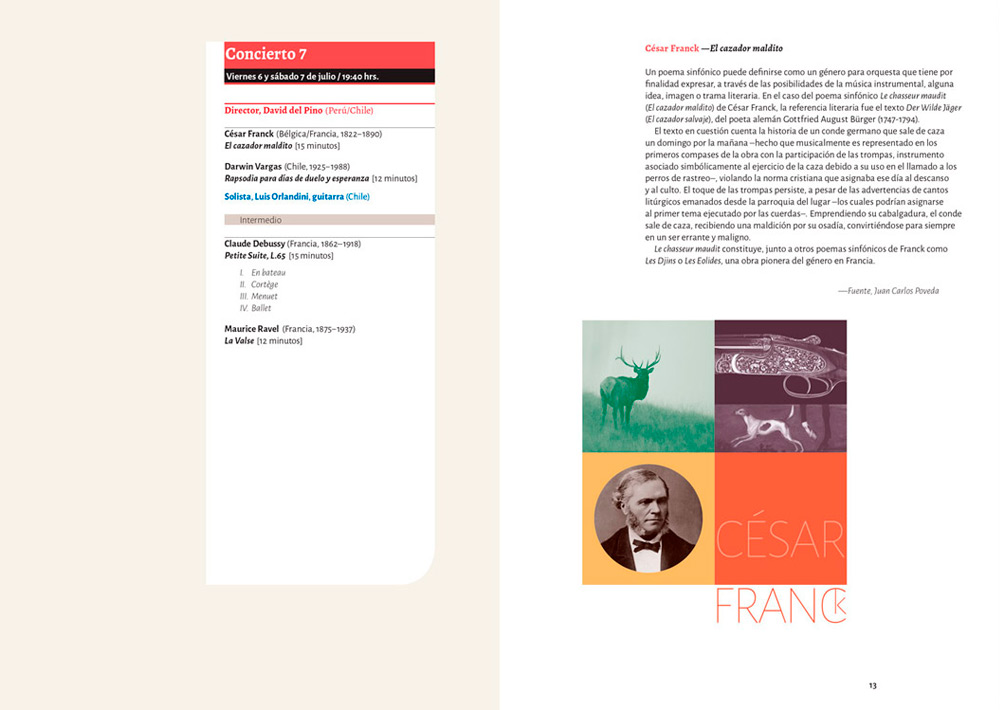 Concierto 7
Viernes 6 y sábado 7 de julio / 19:40 hrs.
Director, David del Pino (Perú/Chile)
César Franck (Bélgica/Francia, 1822–1890)
El cazador maldito [15 minutos]
Darwin Vargas (Chile, 1925–1988)
Rapsodia para días de duelo y esperanza [12 minutos]
Solista, Luis Orlandini, guitarra (Chile)
Intermedio
Claude Debussy (Francia, 1862–1918)
Petite Suite, L.65 [15 minutos]
I. En bateau
II. Cortège
III. Menuet
IV. Ballet
Maurice Ravel (Francia, 1875–1937)
La Valse [12 minutos]
César Franck —El cazador maldito
Un poema sinfónico puede definirse como un género para orquesta que tiene por
finalidad expresar, a través de las posibilidades de la música instrumental, alguna
idea, imagen o trama literaria. En el caso del poema sinfónico Le chasseur maudit
(El cazador maldito) de César Franck, la referencia literaria fue el texto Der Wilde Jäger
(El cazador salvaje), del poeta alemán Gottfried August Bürger (1747-1794).
El texto en cuestión cuenta la historia de un conde germano que sale de caza
un domingo por la mañana –hecho que musicalmente es representado en los
primeros compases de la obra con la participación de las trompas, instrumento
asociado simbólicamente al ejercicio de la caza debido a su uso en el llamado a los
perros de rastreo–, violando la norma cristiana que asignaba ese día al descanso
y al culto. El toque de las trompas persiste, a pesar de las advertencias de cantos
litúrgicos emanados desde la parroquia del lugar –los cuales podrían asignarse
al primer tema ejecutado por las cuerdas–. Emprendiendo su cabalgadura, el conde
sale de caza, recibiendo una maldición por su osadía, convirtiéndose para siempre
en un ser errante y maligno.
Le chasseur maudit constituye, junto a otros poemas sinfónicos de Franck como
Les Djins o Les Eolides, una obra pionera del género en Francia.
—Fuente, Juan Carlos Poveda
CÉSAR
FRANCK
13